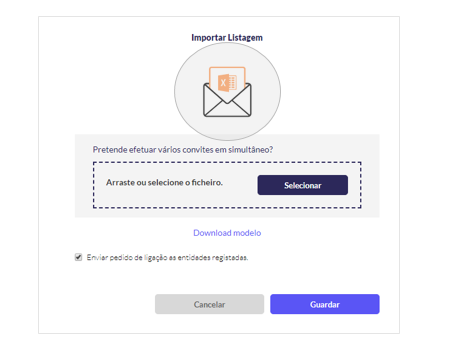 Importar Listagem
X
Pretende efetuar vários convites em simultâneo?
Arraste ou selecione o ficheiro.
Selecionar
Download modelo
Enviar pedido de ligação as entidades registadas.
Cancelar
Guardar